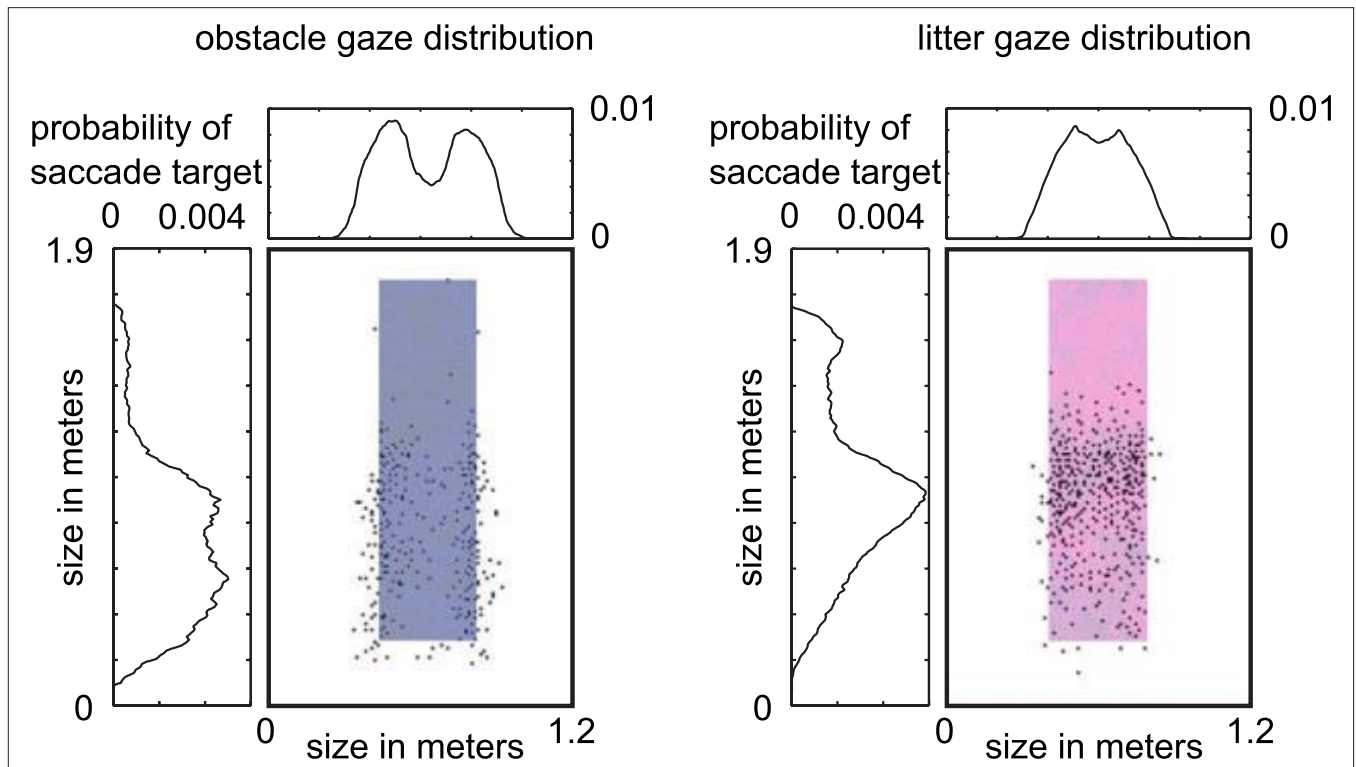 obstacle gaze distribution
probability of
saccade target
0 0.004
0.01
0
1.9
size in meters
0
0 1.2
size in meters
litter gaze distribution
probability of
saccade target
0 0.004
0.01
0
1.9
size in meters
0
0 1.2
size in meters